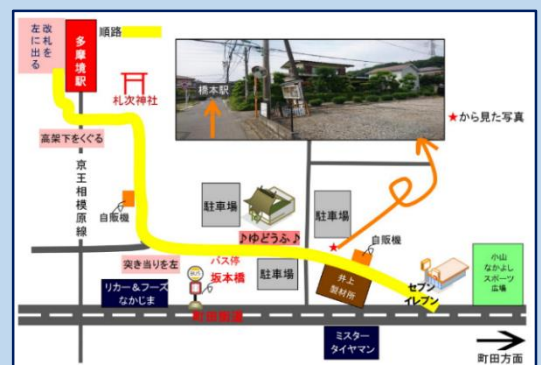 改札を
左に出る
多摩境駅
順路
札次神社
橋本駅
★から見た写真
高架下をくぐる
京王相模原線
自販機
駐車場
♪ゆどうふ♪
駐車場
自販機
突き当りを左
バス停
坂本橋
駐車場
井上
製材所
セブン
イレブン
小山
なかよし
スポーツ
広場
リカー&フーズ
なかじま
町田街道
ミスター
タイヤマン
町田方面